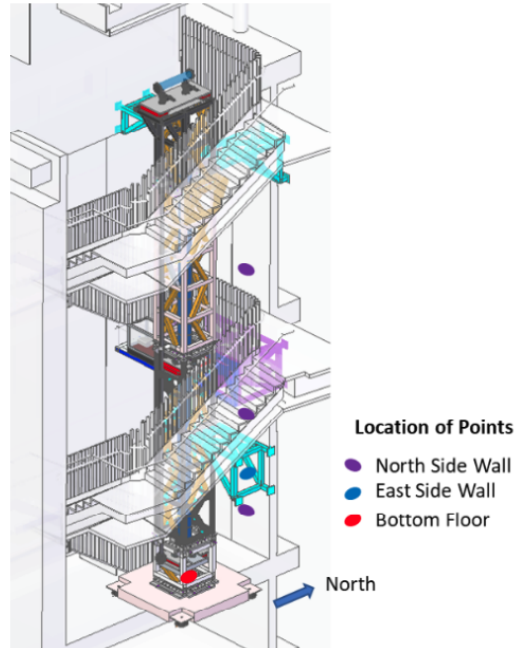 Location of Points
North Side Wall
East Side Wall
Bottom Floor
North